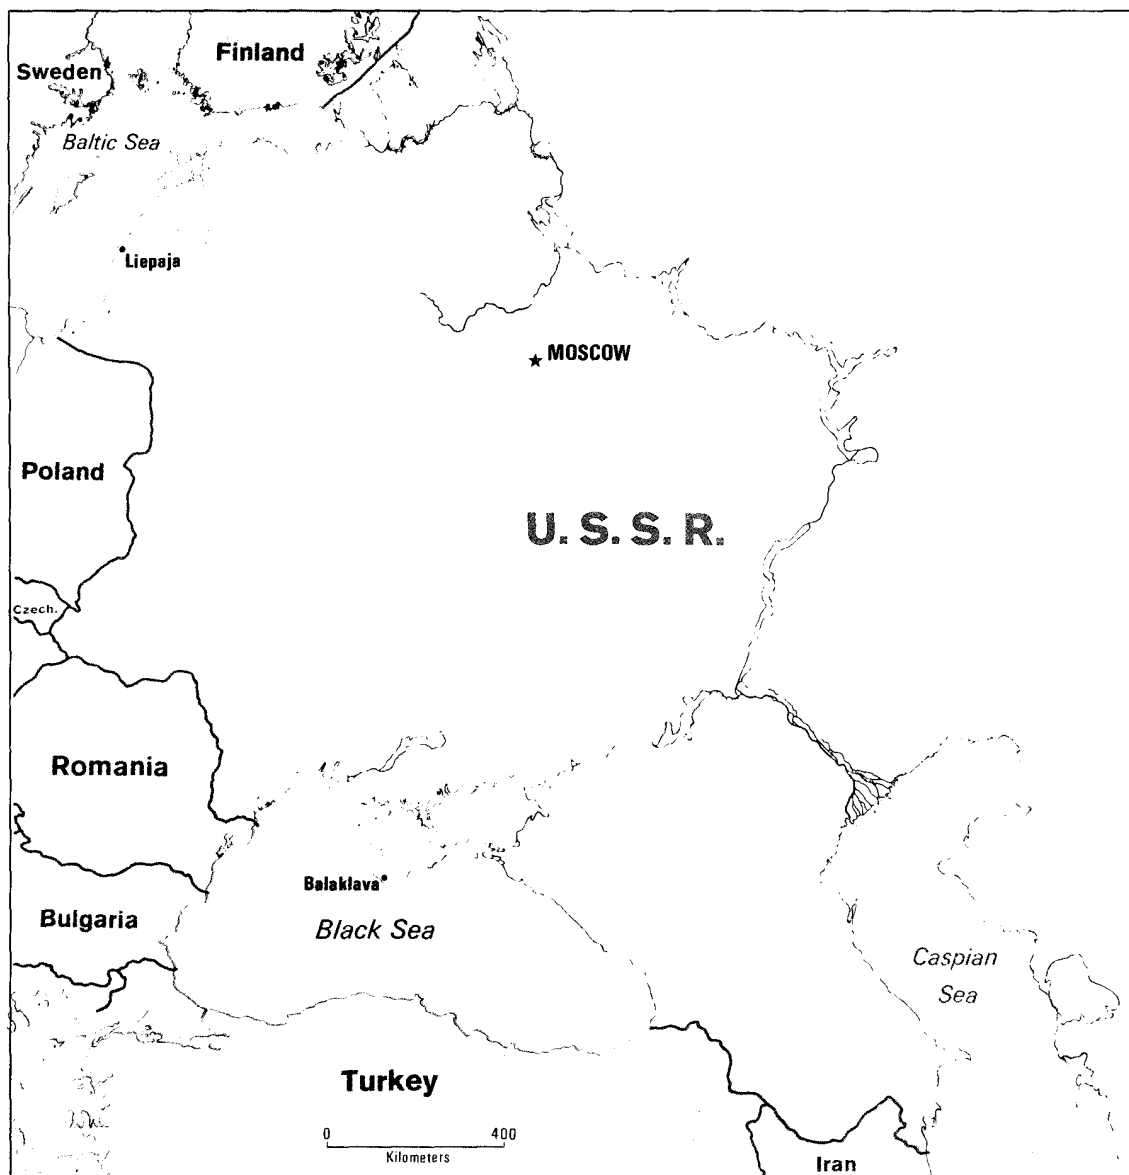 Finland
Sweden
Baltic Sea
Liepaja
MOSCOW
Poland
U.S.S.R.
Czech.
Romania
Balaklava
Bulgaria
Black Sea
Caspian
Sea
Turkey
0 400
Kilometers
Iran